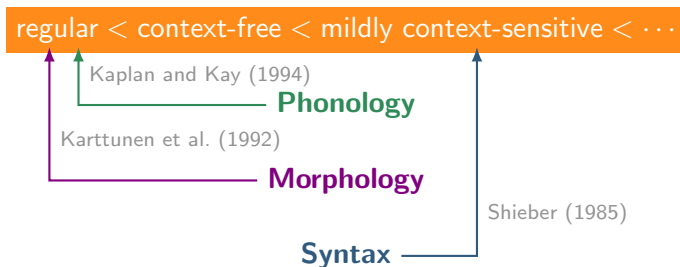 regular < context-free < mildly context-sensitive < ···
Kaplan and Kay (1994)
Phonology
Karttunen et al. (1992)
Morphology
Shieber (1985)
Syntax